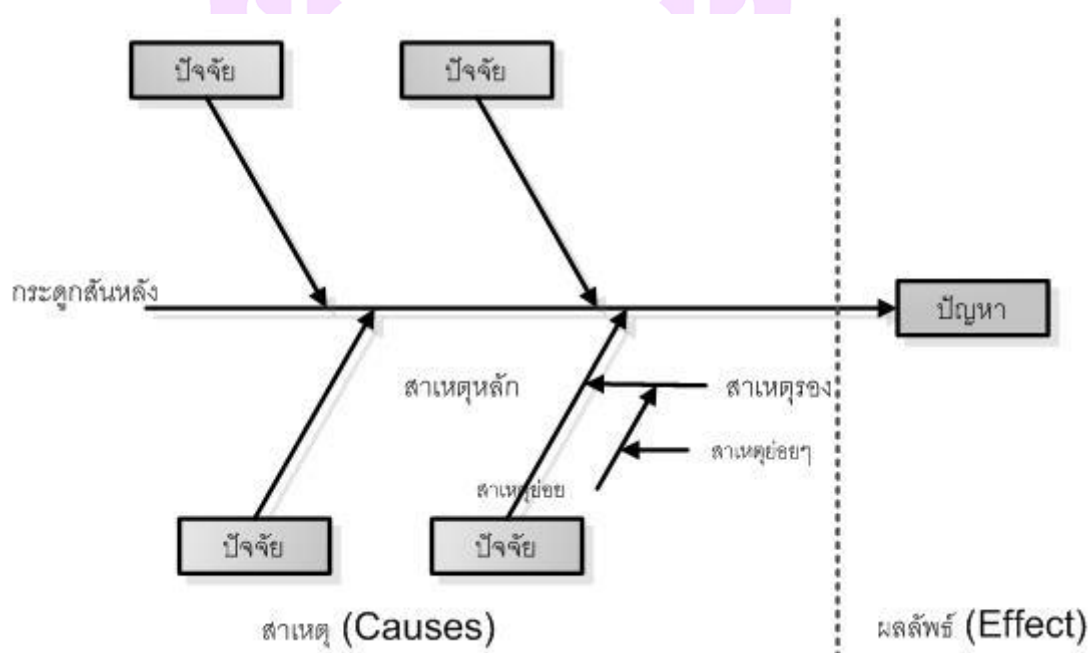 ปัจจัย ปัจจัย
กระดูกสันหลัง
ปัญหา
สาเหตุหลัก สาเหตุรอง
สาเหตุย่อยๆ
สาเหตุย่อย
ปัจจัย ปัจจัย
สาเหตุ (Causes) ผลลัพธ์ (Effect)